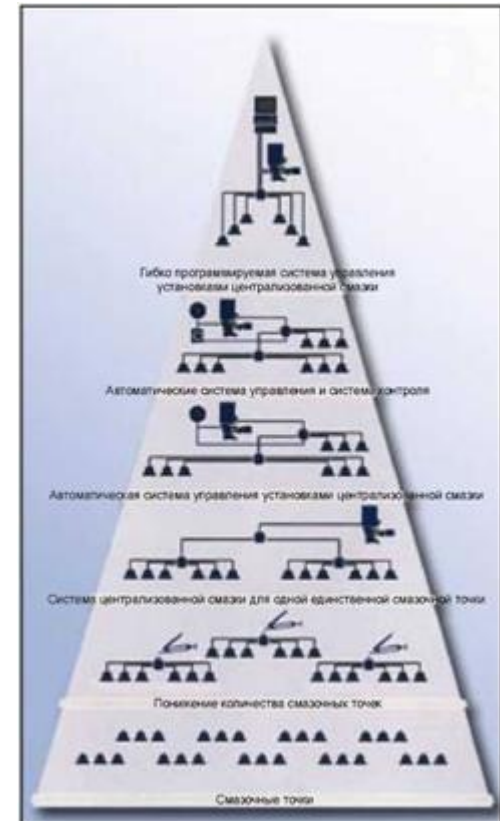 Гибко программируемая система управления
установками централизованной смазки
Автоматические система управления и система контроля
Автоматическая система управления установками централизованной смазки
Система централизованной смазки для одной единственной смазочной точки
Понижение количества смазочных точек
Смазочные точки